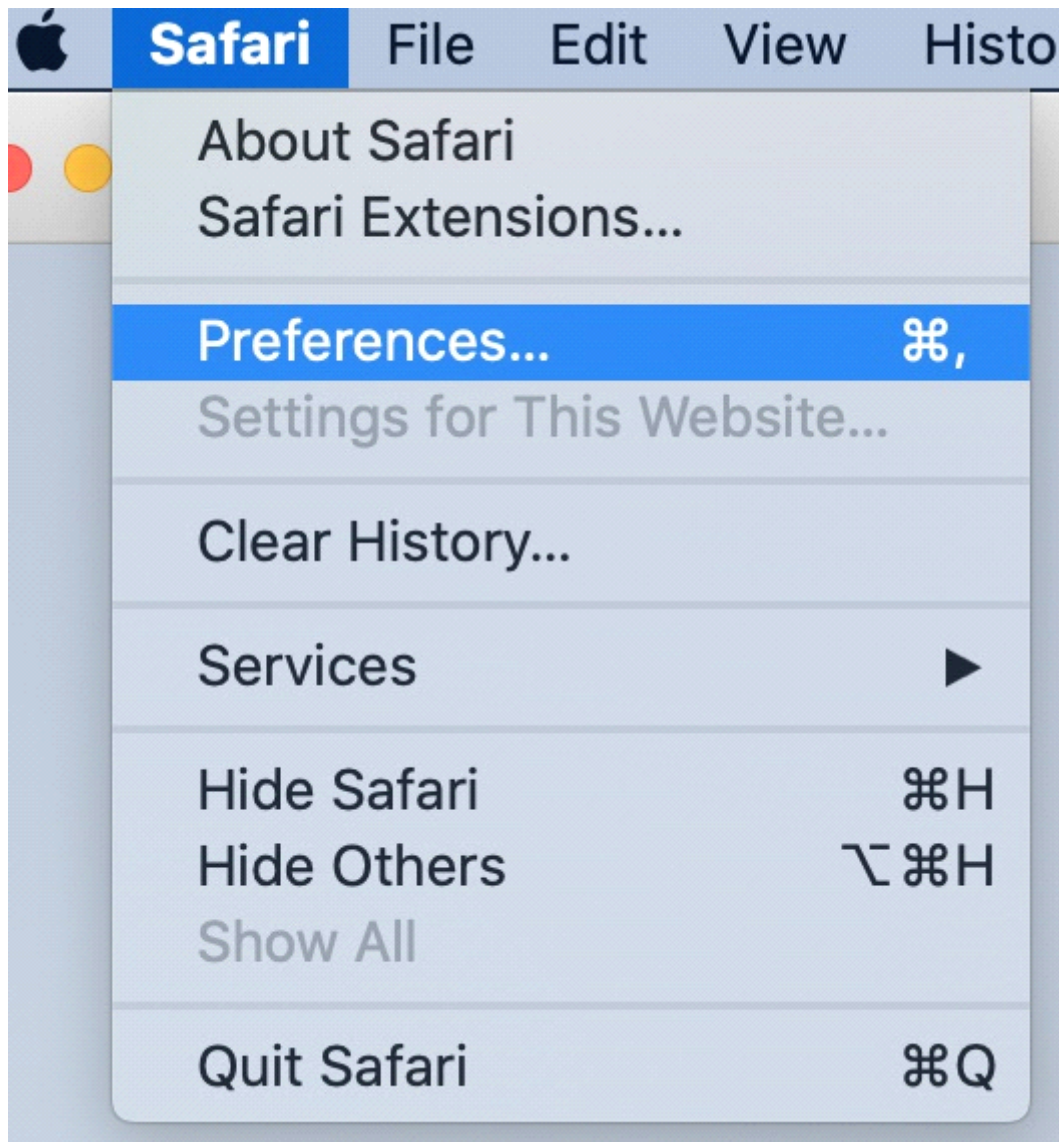 Safari File Edit View Histo
About Safari
Safari Extensions...
Preferences... ⌘,
Settings for This Website...
Clear History...
Services ▶
Hide Safari ⌘H
Hide Others ⌥⌘H
Show All
Quit Safari ⌘Q